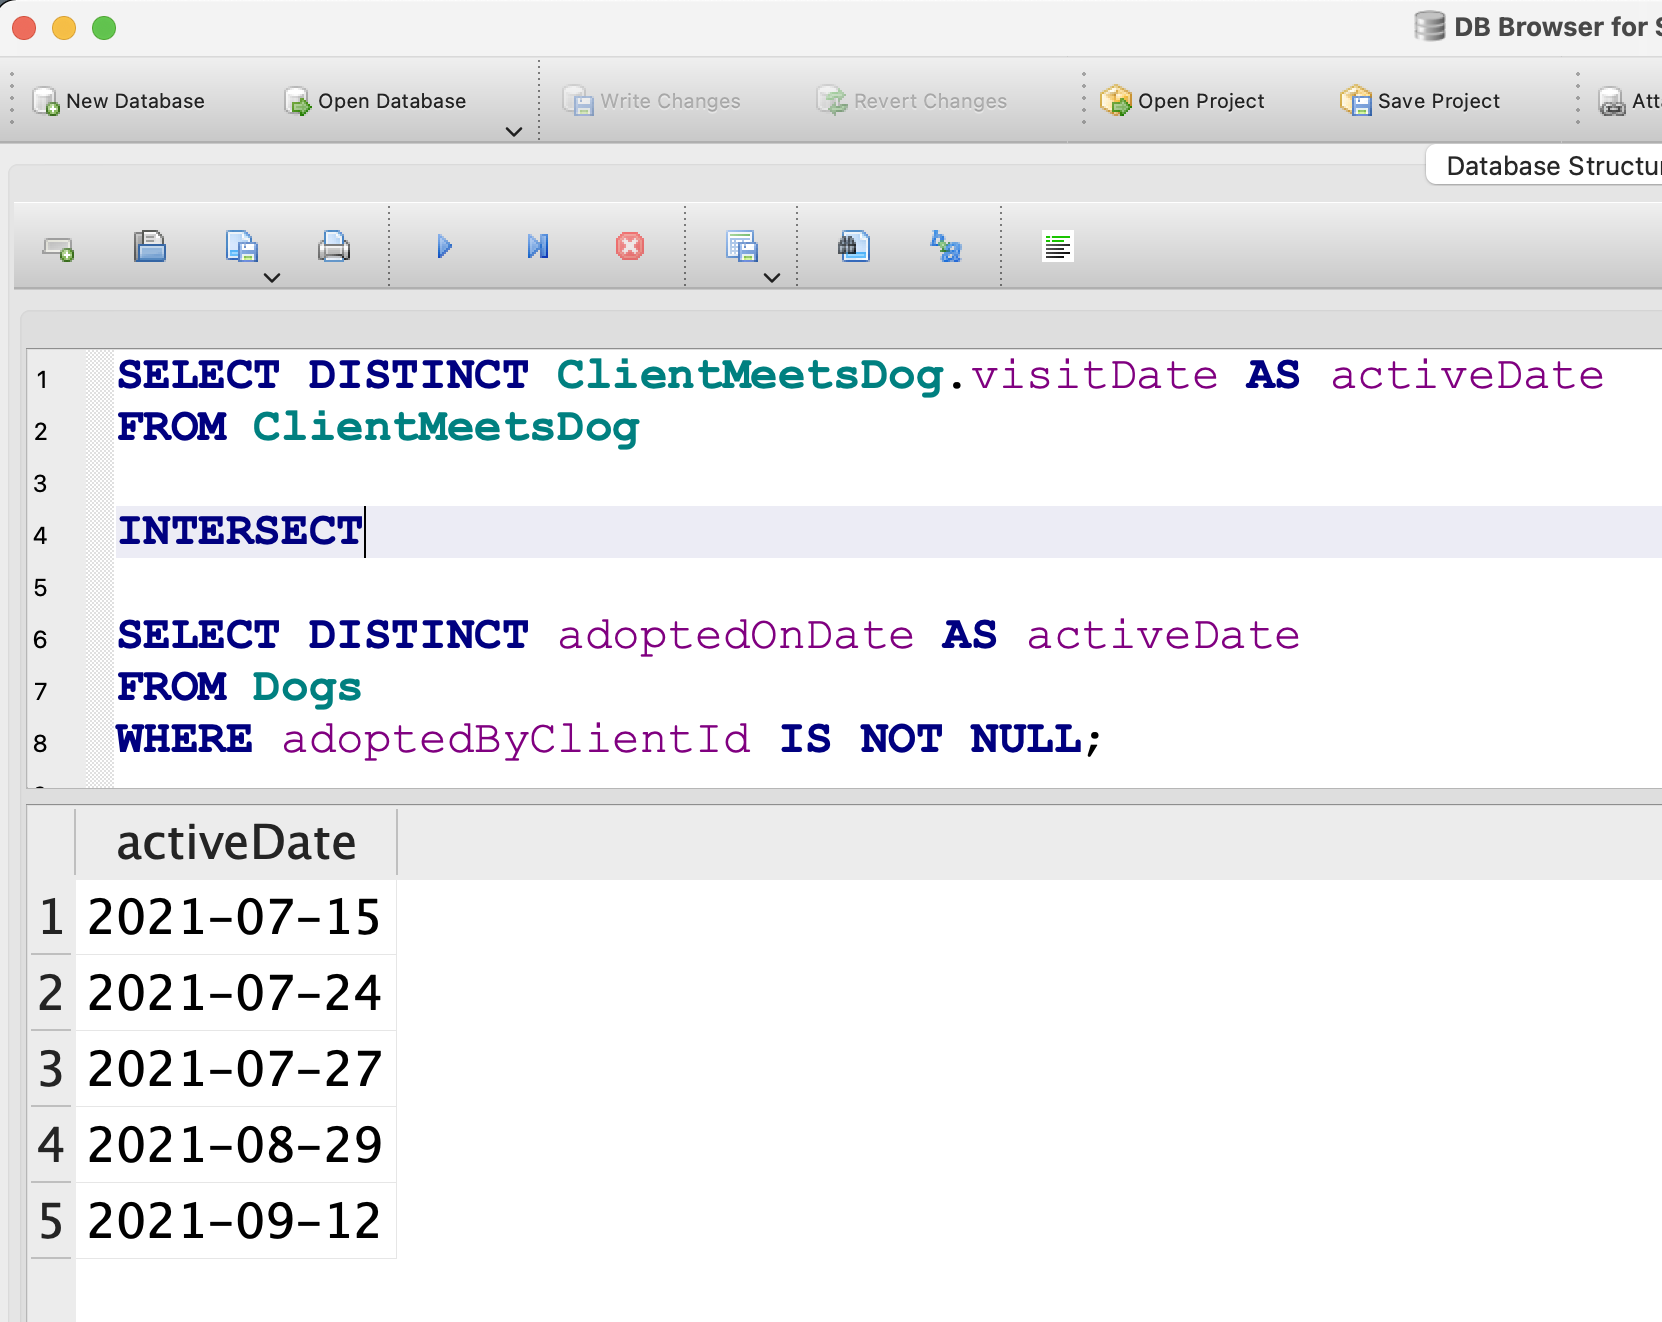 DB Browser for S
New Database Open Database Write Changes Revert Changes Open Project Save Project Att
Database Structur
1 SELECT DISTINCT ClientMeetsDog.visitDate AS activeDate
2 FROM ClientMeetsDog
3
4 INTERSECT
5
6 SELECT DISTINCT adoptedOnDate AS activeDate
7 FROM Dogs
8 WHERE adoptedByClientId IS NOT NULL;
activeDate
1 2021-07-15
2 2021-07-24
3 2021-07-27
4 2021-08-29
5 2021-09-12